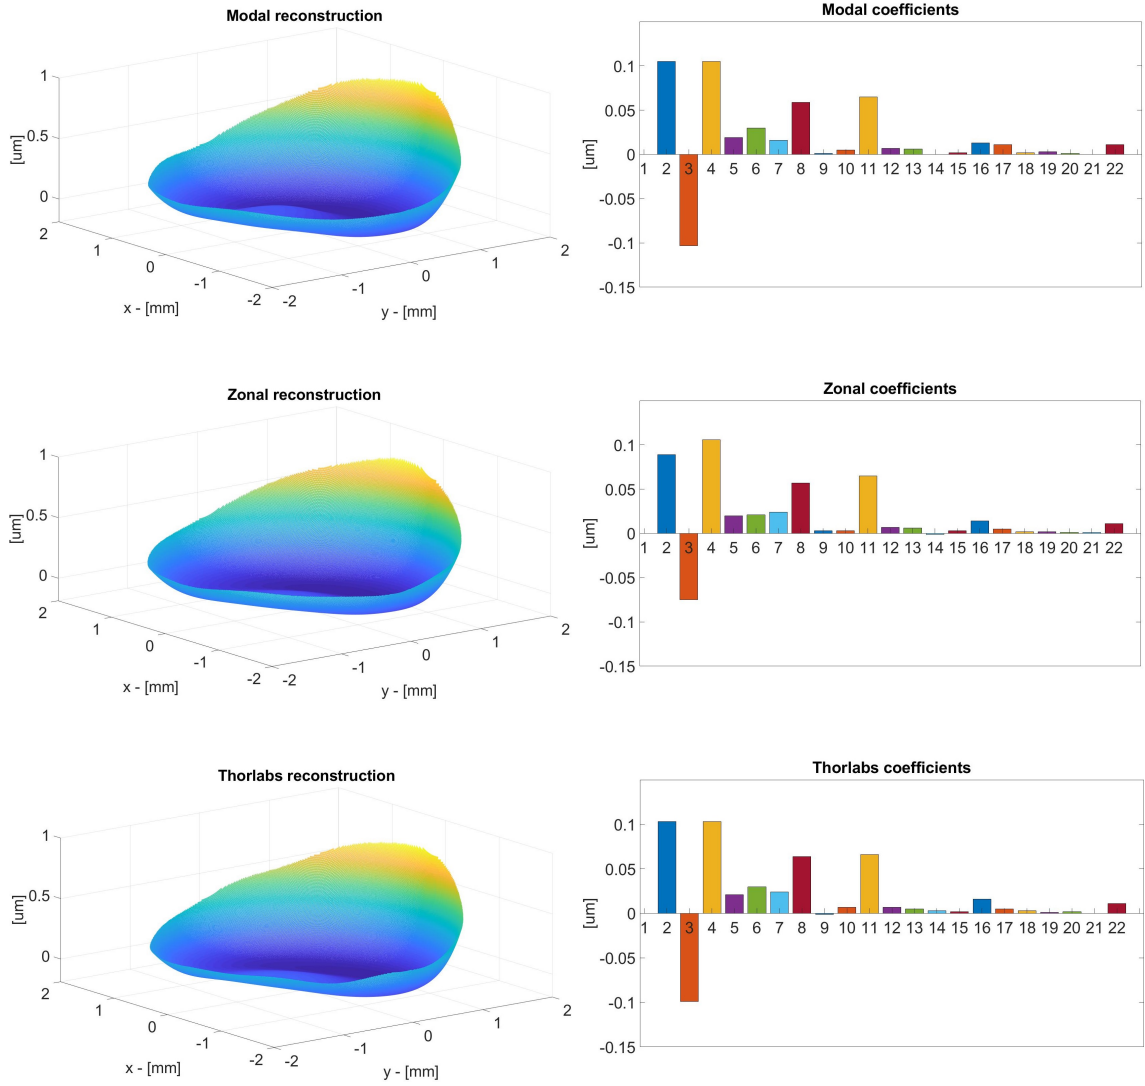 Modal reconstruction
1
0.5
0
[um]
2
1
0
-1
-2
x - [mm]
-2
-1
0
1
2
y - [mm]
Modal coefficients
0.1
0.05
0
-0.05
-0.1
-0.15
[um]
1 2 3 4 5 6 7 8 9 10 11 12 13 14 15 16 17 18 19 20 21 22
Zonal reconstruction
1
0.5
0
[um]
2
1
0
-1
-2
x - [mm]
-2
-1
0
1
2
y - [mm]
Zonal coefficients
0.1
0.05
0
-0.05
-0.1
-0.15
[um]
1 2 3 4 5 6 7 8 9 10 11 12 13 14 15 16 17 18 19 20 21 22
Thorlabs reconstruction
1
0.5
0
[um]
2
1
0
-1
-2
x - [mm]
-2
-1
0
1
2
y - [mm]
Thorlabs coefficients
0.1
0.05
0
-0.05
-0.1
-0.15
[um]
1 2 3 4 5 6 7 8 9 10 11 12 13 14 15 16 17 18 19 20 21 22